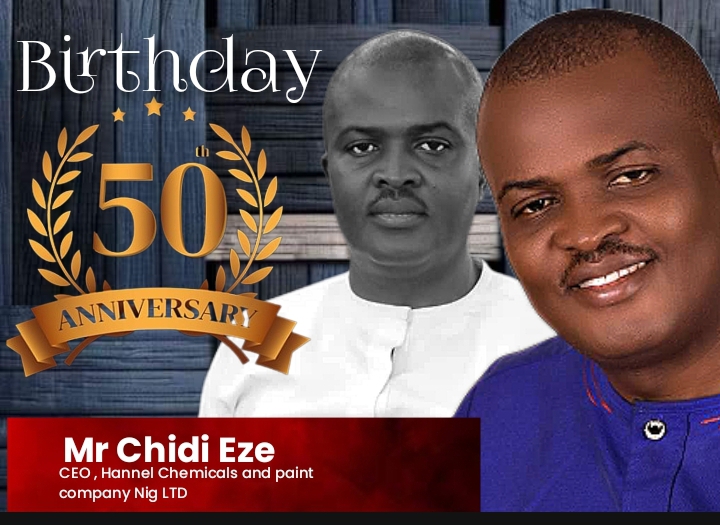 Birthday
50th
ANNIVERSARY
Mr Chidi Eze
CEO , Hannel Chemicals and paint
company Nig LTD